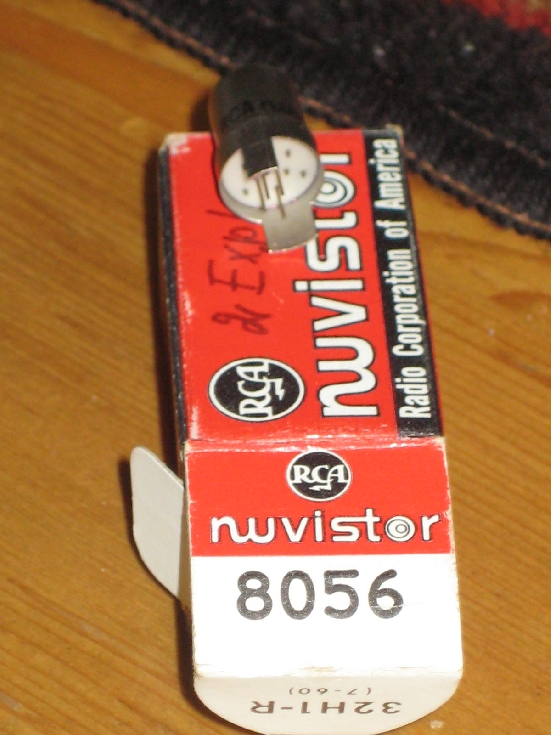 RCA
nuvistor
Radio Corporation of America
RCA
nuvistor
8056
32H1-R
(7-60)